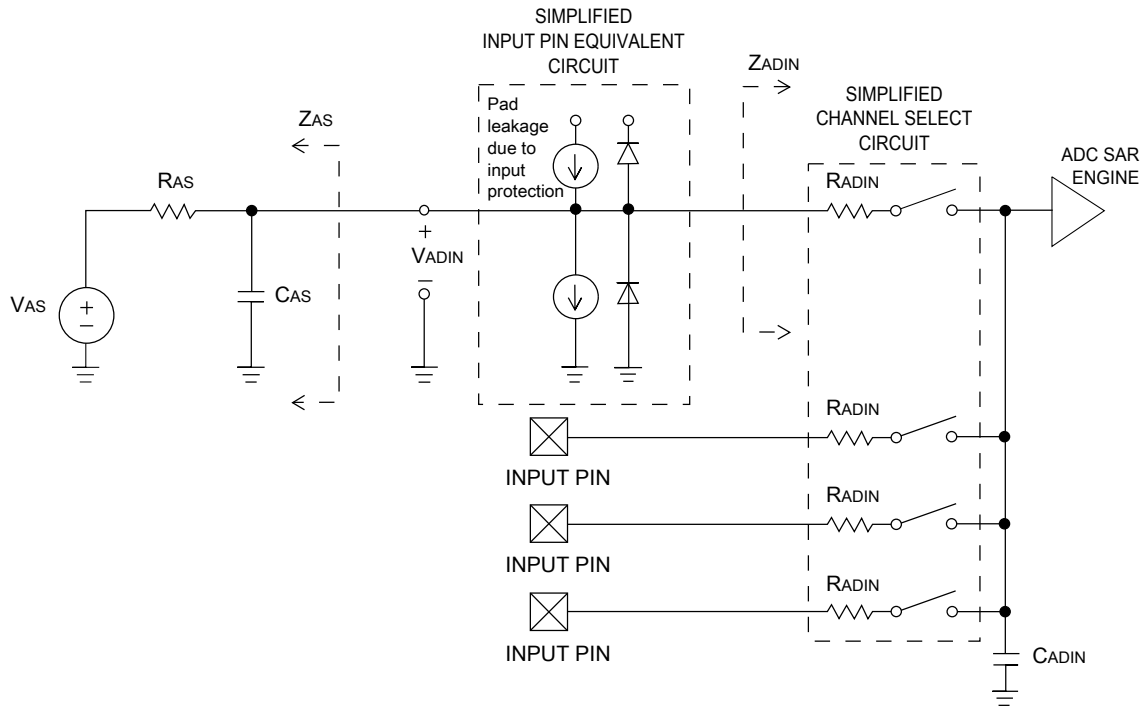 SIMPLIFIED
INPUT PIN EQUIVALENT
CIRCUIT
Pad
leakage
due to
input
protection
ZAS
RAS
VAS
+
–
CAS
+
VADIN
–
ZADIN
SIMPLIFIED
CHANNEL SELECT
CIRCUIT
RADIN
ADC SAR
ENGINE
RADIN
INPUT PIN
RADIN
INPUT PIN
RADIN
INPUT PIN
CADIN